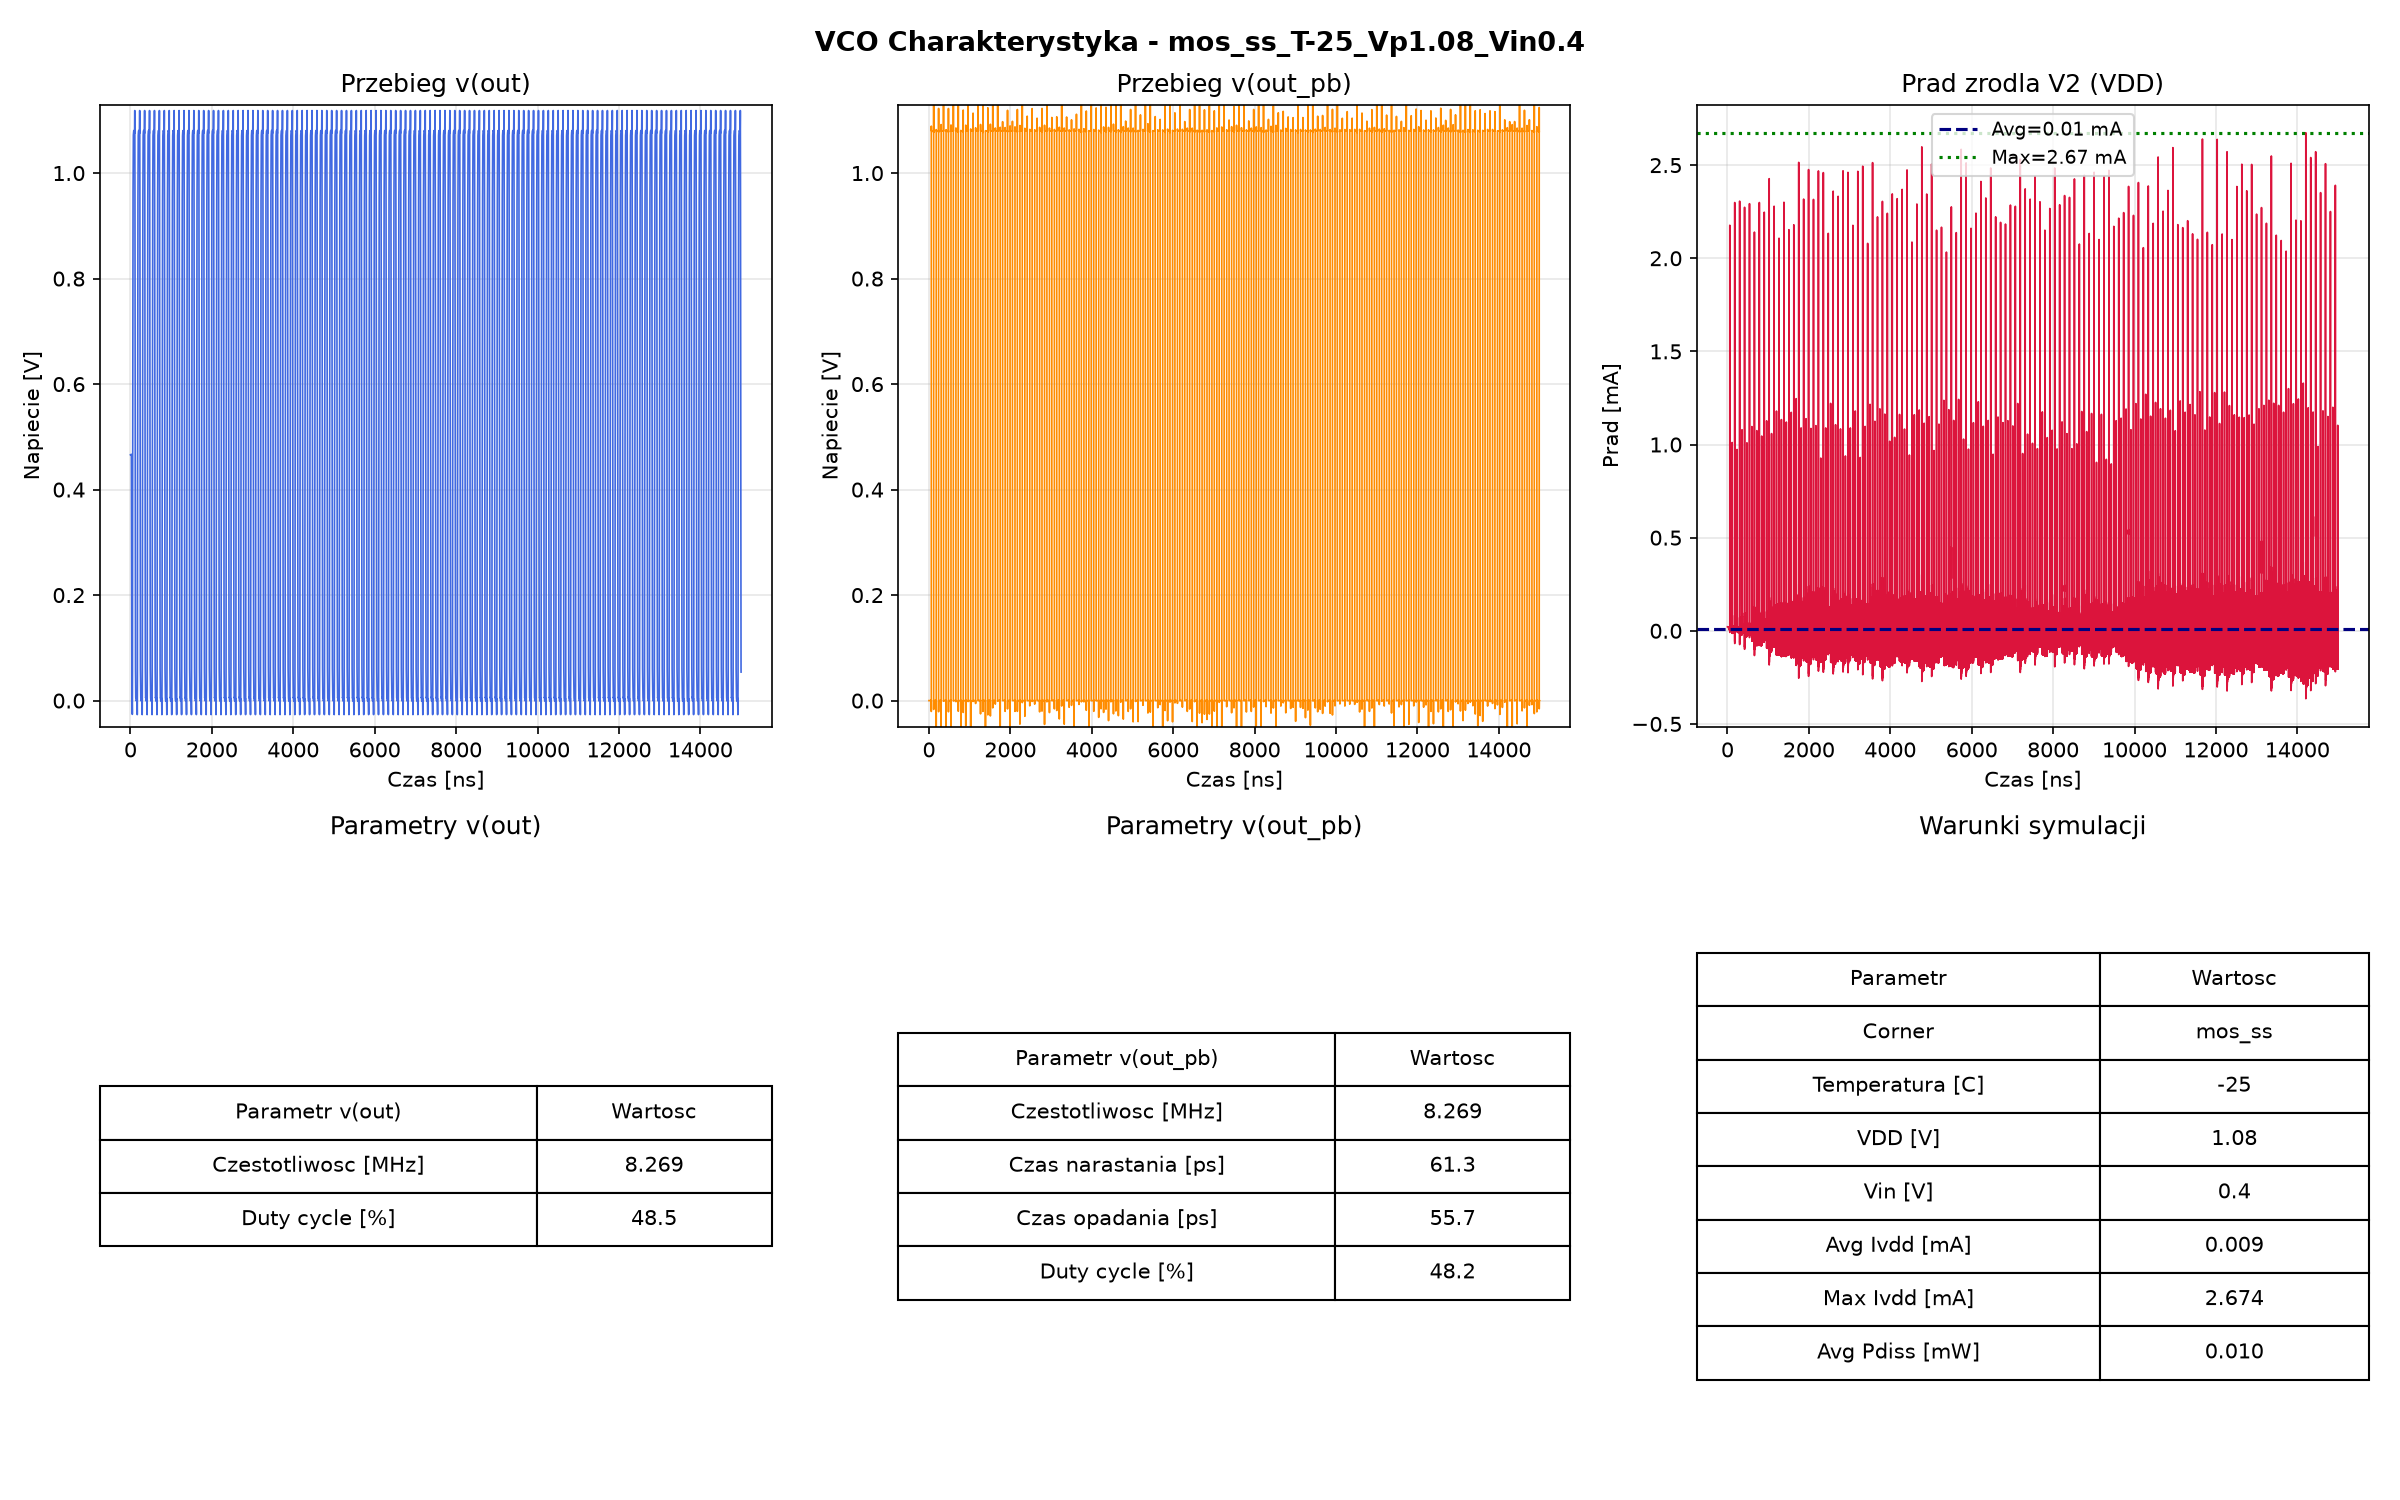 VCO Charakterystyka - mos_ss_T-25_Vp1.08_Vin0.4
Przebieg v(out)
Napiecie [V]
1.0
0.8
0.6
0.4
0.2
0.0
0 2000 4000 6000 8000 10000 12000 14000
Czas [ns]
Przebieg v(out_pb)
Napiecie [V]
1.0
0.8
0.6
0.4
0.2
0.0
0 2000 4000 6000 8000 10000 12000 14000
Czas [ns]
Prad zrodla V2 (VDD)
Avg=0.01 mA
Max=2.67 mA
Prad [mA]
2.5
2.0
1.5
1.0
0.5
0.0
−0.5
0 2000 4000 6000 8000 10000 12000 14000
Czas [ns]
Parametry v(out)
Parametr v(out) Wartosc
Czestotliwosc [MHz] 8.269
Duty cycle [%] 48.5
Parametry v(out_pb)
Parametr v(out_pb) Wartosc
Czestotliwosc [MHz] 8.269
Czas narastania [ps] 61.3
Czas opadania [ps] 55.7
Duty cycle [%] 48.2
Warunki symulacji
Parametr Wartosc
Corner mos_ss
Temperatura [C] -25
VDD [V] 1.08
Vin [V] 0.4
Avg Ivdd [mA] 0.009
Max Ivdd [mA] 2.674
Avg Pdiss [mW] 0.010